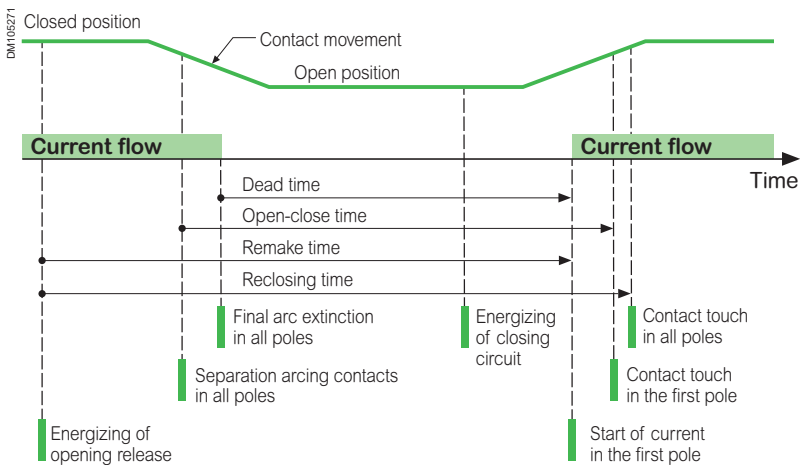 DM105271
Closed position
Contact movement
Open position
Current flow
Current flow
Time
Dead time
Open-close time
Remake time
Reclosing time
Final arc extinction
in all poles
Energizing
of closing
circuit
Contact touch
in all poles
Separation arcing contacts
in all poles
Contact touch
in the first pole
Energizing of
opening release
Start of current
in the first pole